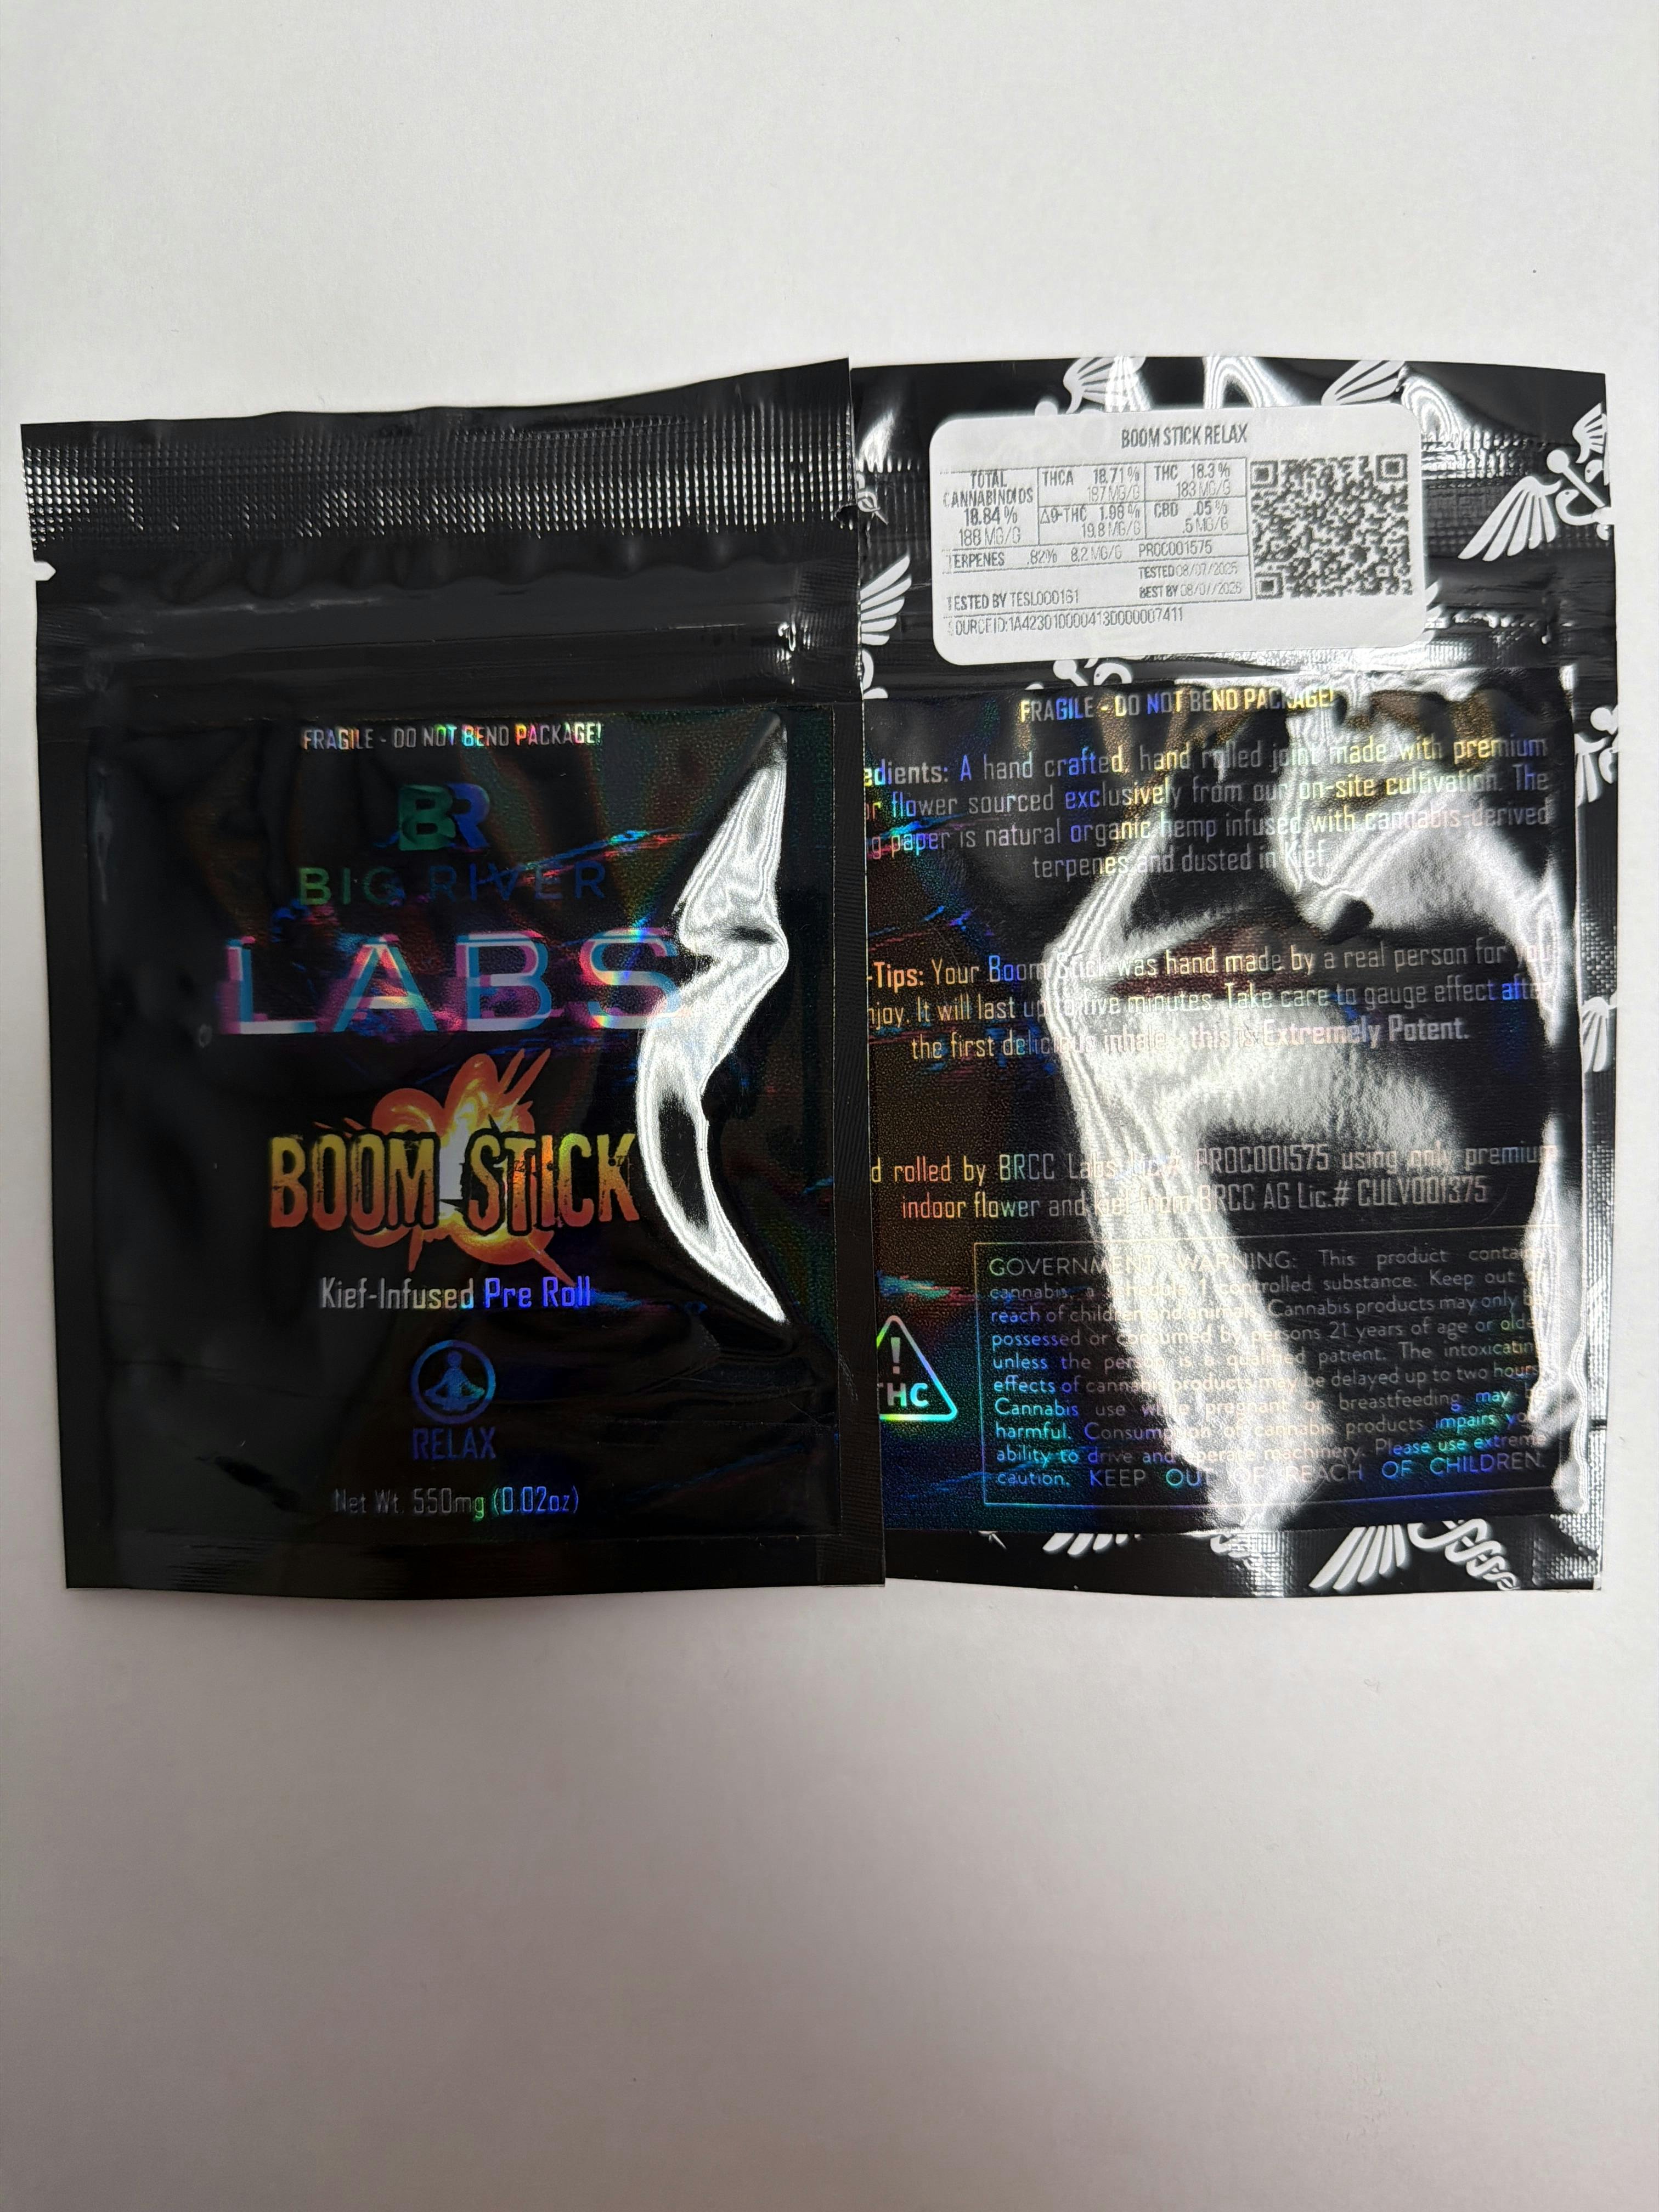 FRAGILE - DO NOT BEND PACKAGE!
BR
BIG RIVER
LABS
BOOM STICK
Kief-Infused Pre Roll
RELAX
Net Wt. 550mg (0.02oz)
BOOM STICK RELAX
TOTAL CANNABINOIDS 18.84% 188 MG/G
THCA 18.71% 187 MG/G
THC 18.3% 183 MG/G
Δ9-THC 1.98% 19.8 MG/G
CBD .05% .5 MG/G
TERPENES .82% 8.2 MG/G PROC001575
TESTED 08/07/2025
TESTED BY TESL000161 BEST BY 08/07/2026
SOURCE ID:1A4230100004130000007411
FRAGILE - DO NOT BEND PACKAGE!
edients: A hand crafted, hand rolled joint made with premium
r flower sourced exclusively from our on-site cultivation. The
g paper is natural organic hemp infused with cannabis-derived
terpenes and dusted in Kief.
-Tips: Your Boom Stick was hand made by a real person for you
njoy. It will last up to five minutes. Take care to gauge effect after
the first delicious inhale - this is Extremely Potent.
d rolled by BRCC Labs Lic.# PROC001575 using only premium
indoor flower and kief from BRCC AG Lic.# CULV001375
GOVERNMENT WARNING: This product contains
cannabis, a schedule 1 controlled substance. Keep out of
reach of children and animals. Cannabis products may only be
possessed or consumed by persons 21 years of age or older
unless the person is a qualified patient. The intoxicating
effects of cannabis products may be delayed up to two hours.
Cannabis use while pregnant or breastfeeding may be
harmful. Consumption of cannabis products impairs your
ability to drive and operate machinery. Please use extreme
caution. KEEP OUT OF REACH OF CHILDREN.
!
THC